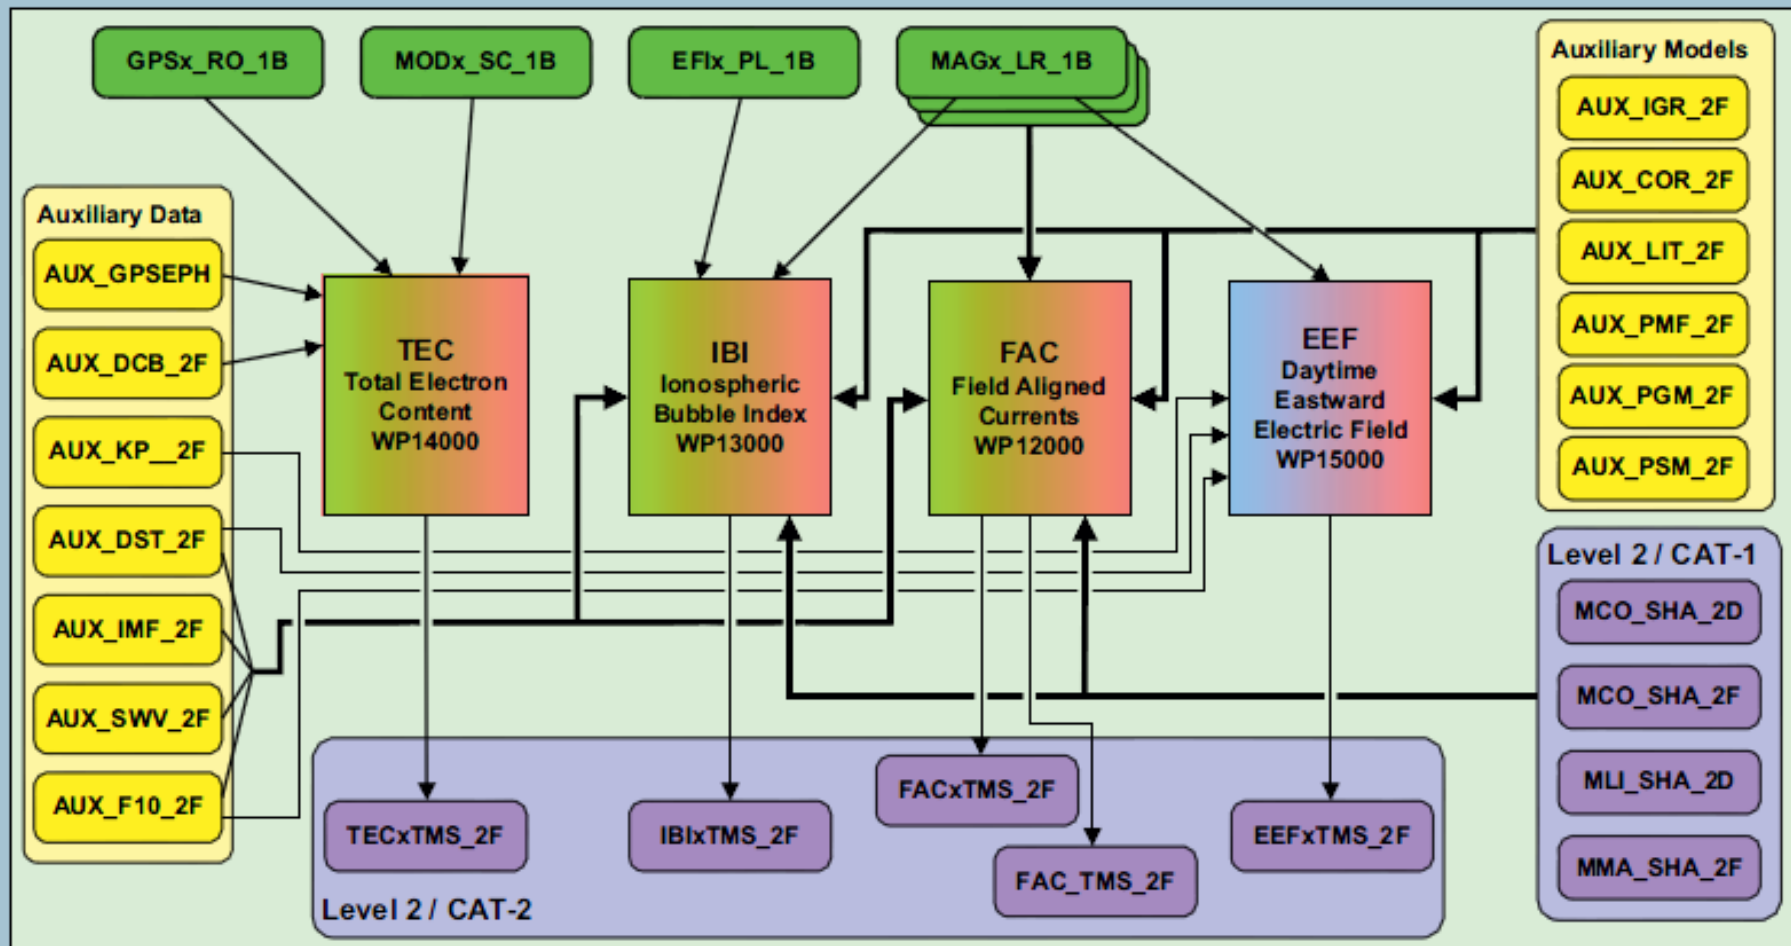 GPSx_RO_1B
MODx_SC_1B
EFIx_PL_1B
MAGx_LR_1B
Auxiliary Models
AUX_IGR_2F
AUX_COR_2F
AUX_LIT_2F
AUX_PMF_2F
AUX_PGM_2F
AUX_PSM_2F
Auxiliary Data
AUX_GPSEPH
AUX_DCB_2F
AUX_KP__2F
AUX_DST_2F
AUX_IMF_2F
AUX_SWV_2F
AUX_F10_2F
TEC
Total Electron
Content
WP14000
IBI
Ionospheric
Bubble Index
WP13000
FAC
Field Aligned
Currents
WP12000
EEF
Daytime
Eastward
Electric Field
WP15000
Level 2 / CAT-1
MCO_SHA_2D
MCO_SHA_2F
MLI_SHA_2D
MMA_SHA_2F
TECxTMS_2F
IBIxTMS_2F
FACxTMS_2F
FAC_TMS_2F
EEFxTMS_2F
Level 2 / CAT-2